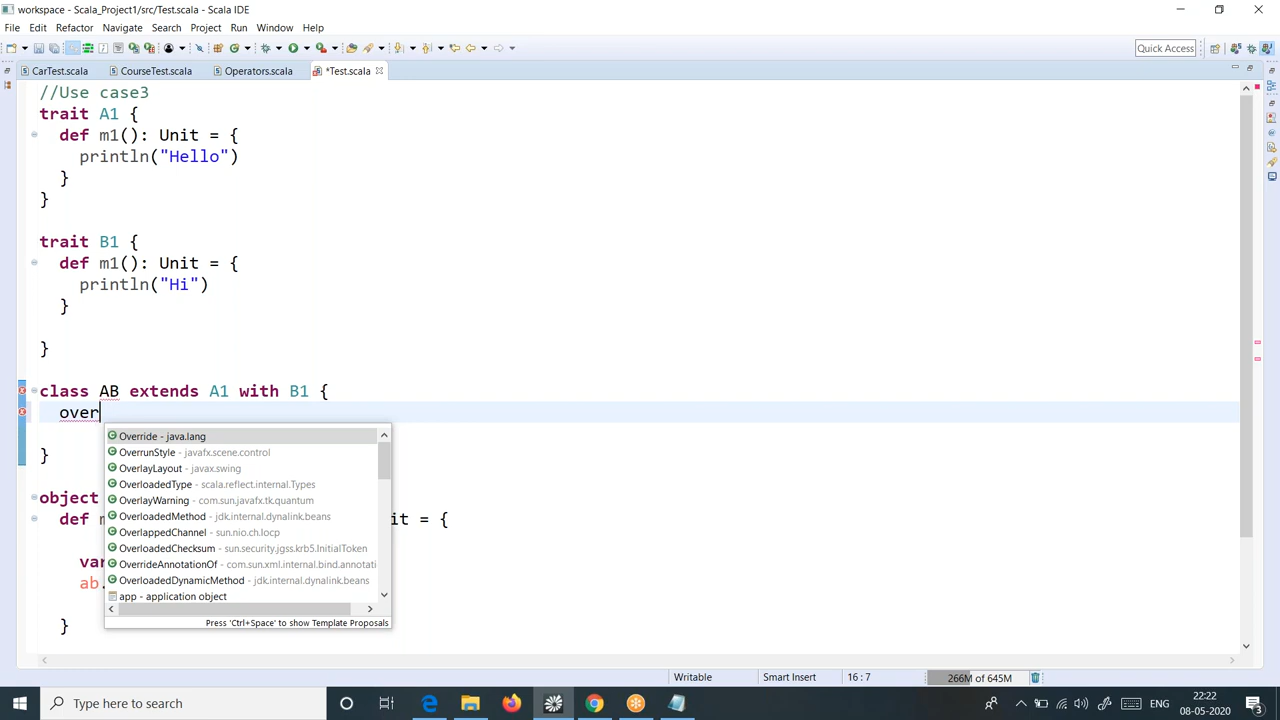 workspace - Scala_Project1/src/Test.scala - Scala IDE
File Edit Refactor Navigate Search Project Run Window Help
Quick Access
CarTest.scala CourseTest.scala Operators.scala *Test.scala
//Use case3
trait A1 {
def m1(): Unit = {
println("Hello")
}
}
trait B1 {
def m1(): Unit = {
println("Hi")
}
}
class AB extends A1 with B1 {
over
Override - java.lang
OverrunStyle - javafx.scene.control
OverlayLayout - javax.swing
OverloadedType - scala.reflect.internal.Types
OverlayWarning - com.sun.javafx.tk.quantum
OverloadedMethod - jdk.internal.dynalink.beans
OverlappedChannel - sun.nio.ch.Iocp
OverloadedChecksum - sun.security.jgss.krb5.InitialToken
OverrideAnnotationOf - com.sun.xml.internal.bind.annotati
OverloadedDynamicMethod - jdk.internal.dynalink.beans
app - application object
Press 'Ctrl+Space' to show Template Proposals
}
object
def m it = {
var
ab.
}
Writable Smart Insert 16 : 7 266M of 645M
Type here to search
ENG 22:22
08-05-2020
3